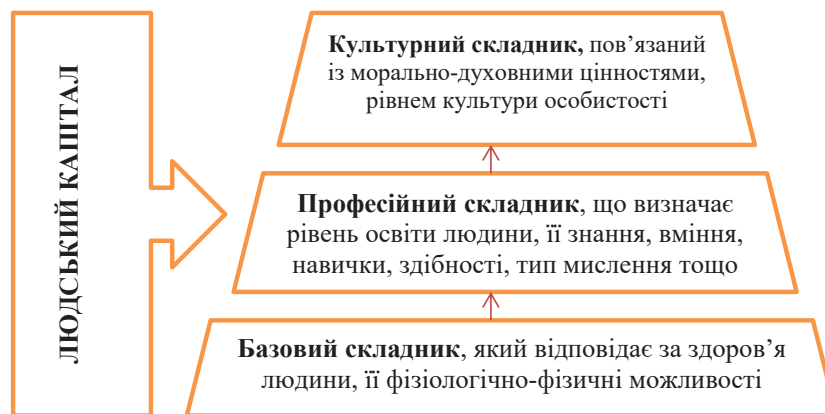 ЛЮДСЬКИЙ КАПІТАЛ
Культурний складник, пов’язаний
із морально-духовними цінностями,
рівнем культури особистості
Професійний складник, що визначає
рівень освіти людини, її знання, вміння,
навички, здібності, тип мислення тощо
Базовий складник, який відповідає за здоров’я
людини, її фізіологічно-фізичні можливості